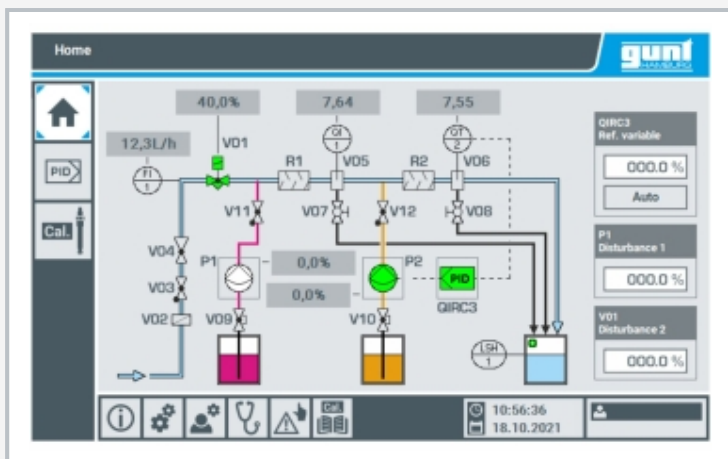 Home
gunt
HAMBURG
40,0%
7,64
7,55
QIRC3
Ref. variable
12,3L/h
V01
QI
1
QT
2
000.0 %
FI
1
R1
V05
R2
V06
Auto
PID
V11
V07
V12
V08
Cal.
V04
P1
0,0%
P2
P1
Disturbance 1
V03
0,0%
PID
000.0 %
QIRC3
V02
V09
V10
V01
Disturbance 2
LSH
1
000.0 %
Cal.
10:56:36
18.10.2021